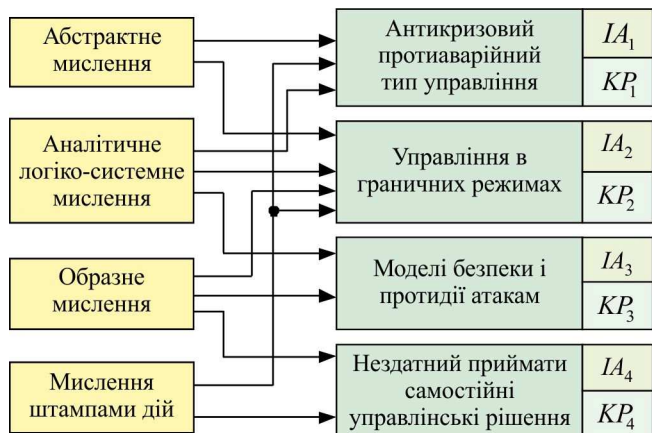 Абстрактне
мислення
Аналітичне
логіко-системне
мислення
Образне
мислення
Мислення
штампами дій
Антикризовий
протиаварійний
тип управління
IA₁
KP₁
Управління в
граничних режимах
IA₂
KP₂
Моделі безпеки і
протидії атакам
IA₃
KP₃
Нездатний приймати
самостійні
управлінські рішення
IA₄
KP₄